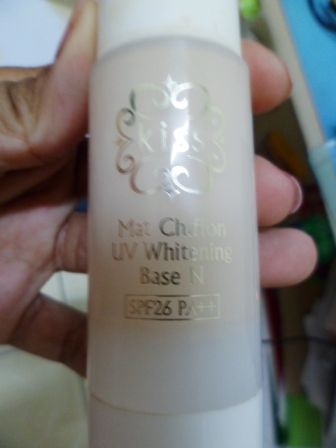 kiss
Mat Chiffon
UV Whitening
Base N
SPF26 PA++